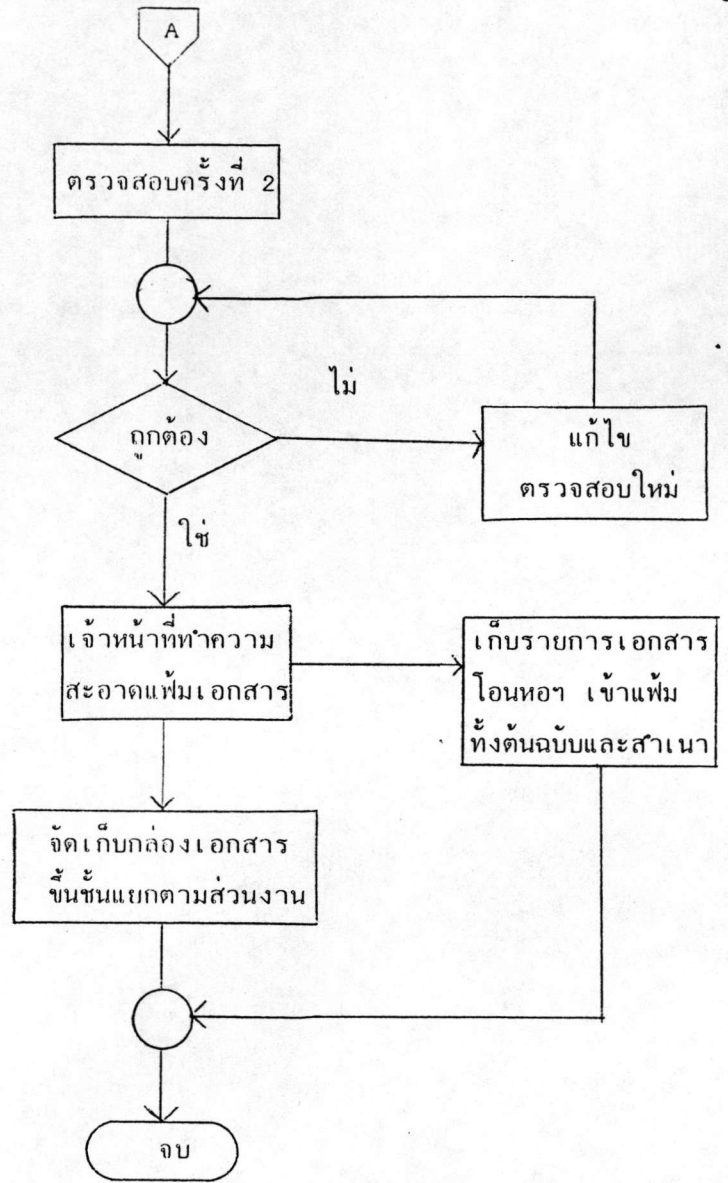 A
ตรวจสอบครั้งที่ 2
ไม่
ถูกต้อง
แก้ไข
ตรวจสอบใหม่
ใช่
เจ้าหน้าที่ทำความ
สะอาดแฟ้มเอกสาร
เก็บรายการเอกสาร
โอนหอฯ เข้าแฟ้ม
ทั้งต้นฉบับและสำเนา
จัดเก็บกล่องเอกสาร
ขึ้นชั้นแยกตามส่วนงาน
จบ